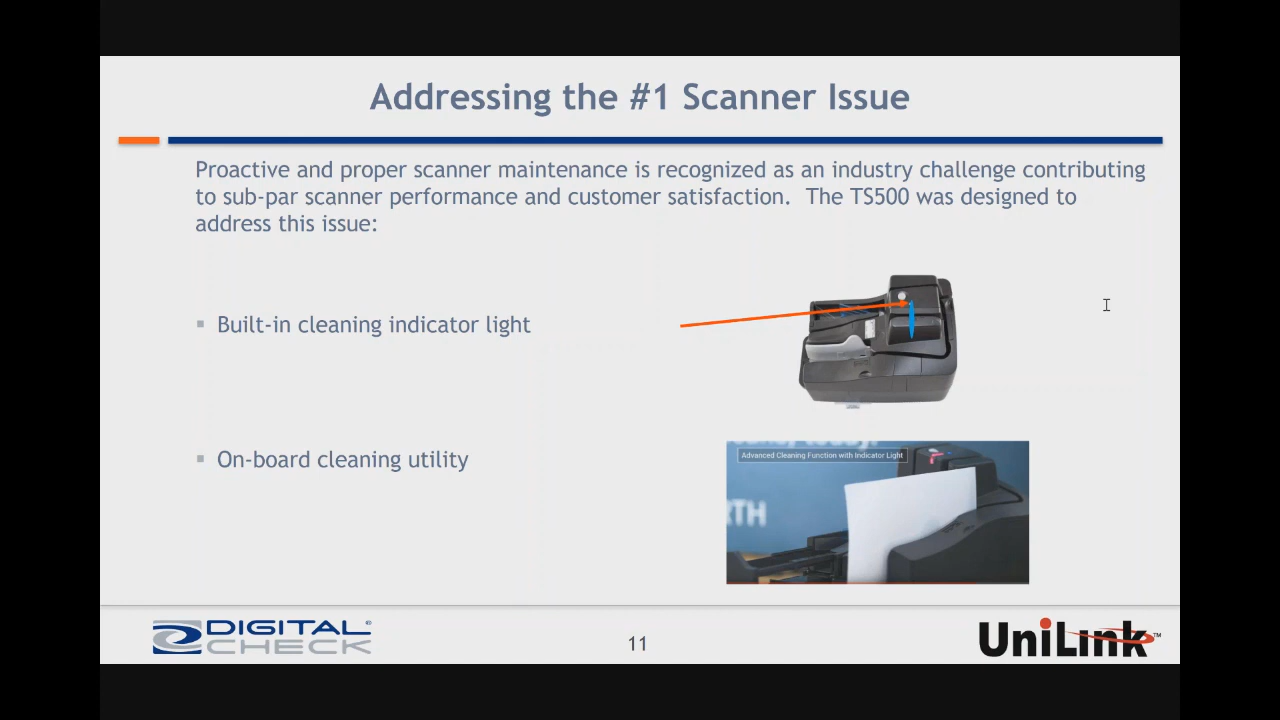 Addressing the #1 Scanner Issue
Proactive and proper scanner maintenance is recognized as an industry challenge contributing
to sub-par scanner performance and customer satisfaction. The TS500 was designed to
address this issue:
▪ Built-in cleaning indicator light
▪ On-board cleaning utility
Advanced Cleaning Function with Indicator Light
RTH
DIGITAL®
CHECK
11
UniLink™